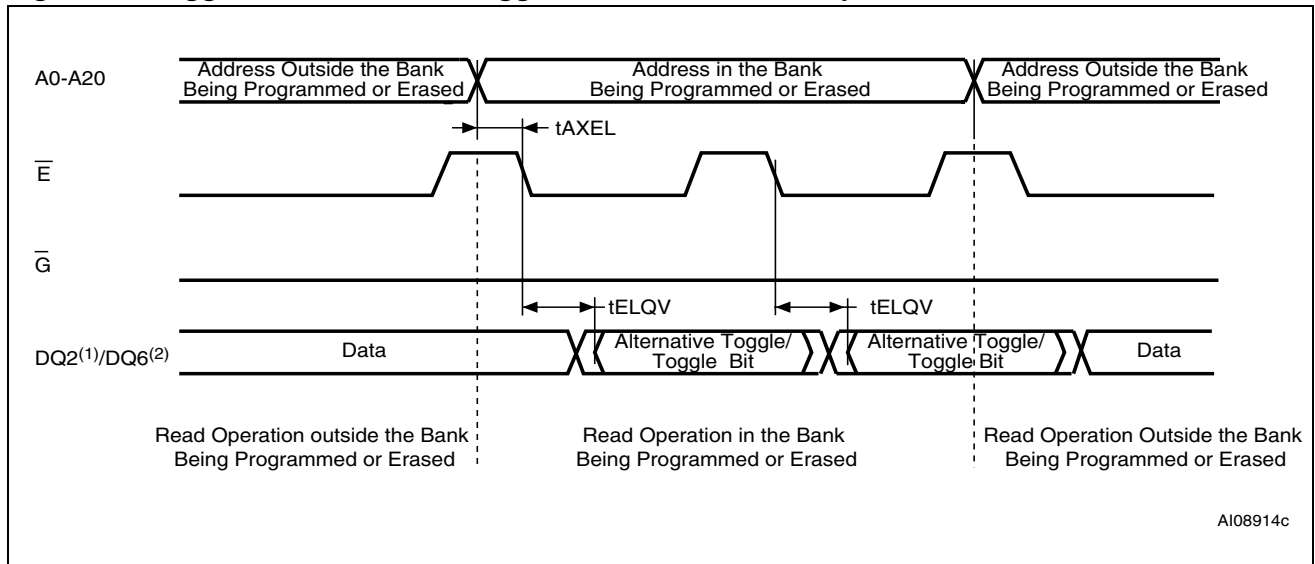 A0-A20
Address Outside the Bank
Being Programmed or Erased
Address in the Bank
Being Programmed or Erased
Address Outside the Bank
Being Programmed or Erased
tAXEL
E
G
tELQV
tELQV
DQ2(1)/DQ6(2)
Data
Alternative Toggle/
Toggle Bit
Alternative Toggle/
Toggle Bit
Data
Read Operation outside the Bank
Being Programmed or Erased
Read Operation in the Bank
Being Programmed or Erased
Read Operation Outside the Bank
Being Programmed or Erased
AI08914c